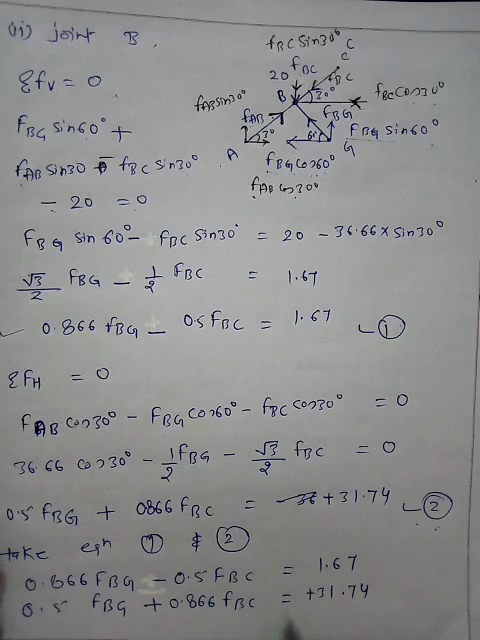 (ii) joint B.
Σfv = 0
fBG sin60° +
fAB sin30 - fBC sin30°
- 20 = 0
fBC sin30° C
C
20 fBC
fBC
fAB sin30°
B 30°
fBC cos30°
fAB
fBG
A 30° 60° G
fBG sin60°
fBG cos60°
fAB cos30°
fBG sin 60° - fBC sin30° = 20 - 36.66 × sin30°
√3/2 fBG - 1/2 fBC = 1.67
0.866 fBG - 0.5 fBC = 1.67 ①
ΣfH = 0
fAB cos30° - fBG cos60° - fBC cos30° = 0
36.66 cos30° - 1/2 fBG - √3/2 fBC = 0
0.5 fBG + 0866 fBC = +31.74 ②
take eqn ① & ②
0.866 fBG - 0.5 fBC = 1.67
0.5 fBG + 0.866 fBC = +31.74